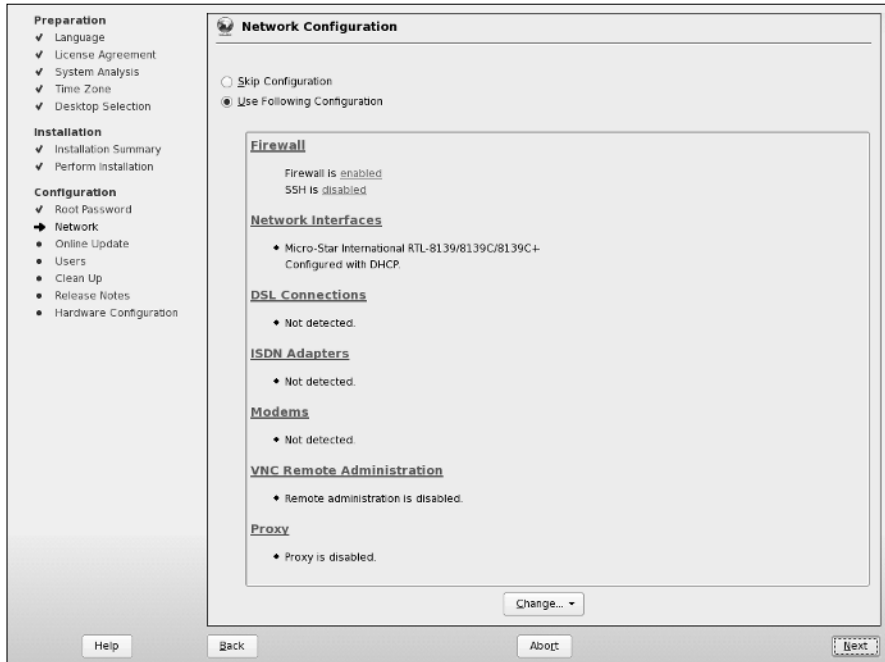 Preparation
Language
License Agreement
System Analysis
Time Zone
Desktop Selection
Installation
Installation Summary
Perform Installation
Configuration
Root Password
Network
Online Update
Users
Clean Up
Release Notes
Hardware Configuration
Network Configuration
Skip Configuration
Use Following Configuration
Firewall
Firewall is enabled
SSH is disabled
Network Interfaces
Micro-Star International RTL-8139/8139C/8139C+
Configured with DHCP.
DSL Connections
Not detected.
ISDN Adapters
Not detected.
Modems
Not detected.
VNC Remote Administration
Remote administration is disabled.
Proxy
Proxy is disabled.
Change...
Help
Back
Abort
Next